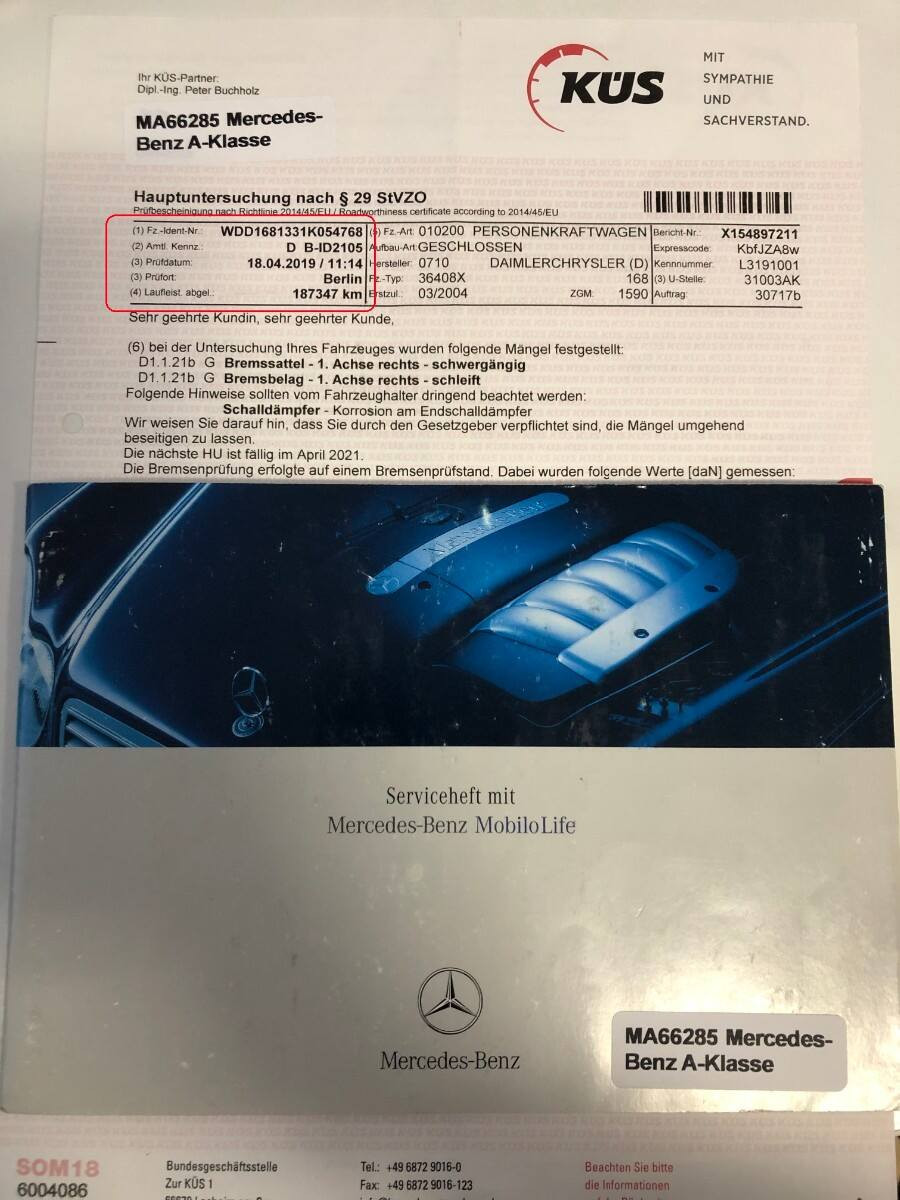 Ihr KÜS-Partner:
Dipl.-Ing. Peter Buchholz
KÜS
MIT
SYMPATHIE
UND
SACHVERSTAND.
MA66285 Mercedes-
Benz A-Klasse
Hauptuntersuchung nach § 29 StVZO
Prüfbescheinigung nach Richtlinie 2014/45/EU / Roadworthiness certificate according to 2014/45/EU
(1) Fz.-Ident-Nr.: WDD1681331K054768 Fz.-Art: 010200 PERSONENKRAFTWAGEN Bericht-Nr.: X154897211
(2) Amtl. Kennz.: D B-ID2105 Aufbau-Art: GESCHLOSSEN Expresscode: KbfJZA8w
(3) Prüfdatum: 18.04.2019 / 11:14 Hersteller: 0710 DAIMLERCHRYSLER (D) Kennnummer: L3191001
(3) Prüfort: Berlin Fz.-Typ: 36408X 168 (3) U-Stelle: 31003AK
(4) Laufleist. abgel.: 187347 km Erstzul.: 03/2004 ZGM: 1590 Auftrag: 30717b
Sehr geehrte Kundin, sehr geehrter Kunde,
(6) bei der Untersuchung Ihres Fahrzeuges wurden folgende Mängel festgestellt:
D1.1.21b G Bremssattel - 1. Achse rechts - schwergängig
D1.1.21b G Bremsbelag - 1. Achse rechts - schleift
Folgende Hinweise sollten vom Fahrzeughalter dringend beachtet werden:
Schalldämpfer - Korrosion am Endschalldämpfer
Wir weisen Sie darauf hin, dass Sie durch den Gesetzgeber verpflichtet sind, die Mängel umgehend
beseitigen zu lassen.
Die nächste HU ist fällig im April 2021.
Die Bremsenprüfung erfolgte auf einem Bremsenprüfstand. Dabei wurden folgende Werte [daN] gemessen:
Mercedes-Benz
Serviceheft mit
Mercedes-Benz MobiloLife
Mercedes-Benz
MA66285 Mercedes-
Benz A-Klasse
SOM18
6004086
Bundesgeschäftsstelle
Zur KÜS 1
Tel.: +49 6872 9016-0
Fax: +49 6872 9016-123
Beachten Sie bitte
die Informationen